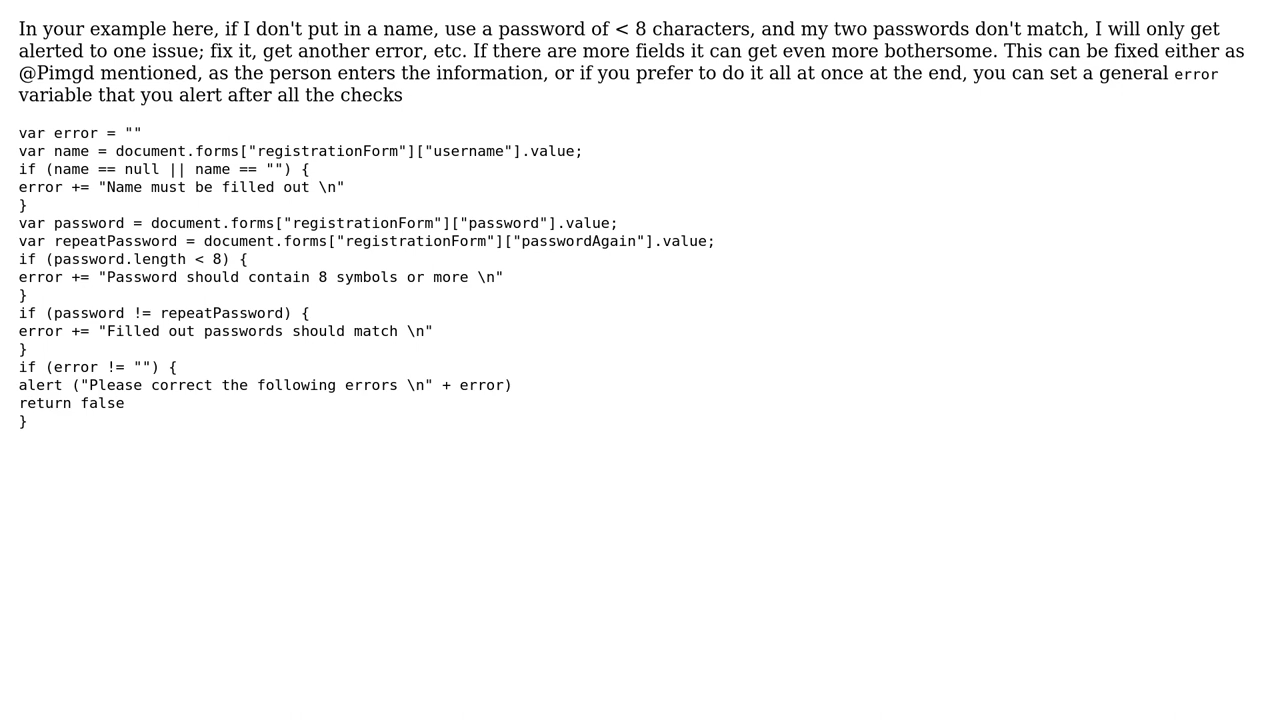 In your example here, if I don't put in a name, use a password of < 8 characters, and my two passwords don't match, I will only get
alerted to one issue; fix it, get another error, etc. If there are more fields it can get even more bothersome. This can be fixed either as
@Pimgd mentioned, as the person enters the information, or if you prefer to do it all at once at the end, you can set a general error
variable that you alert after all the checks
var error = ""
var name = document.forms["registrationForm"]["username"].value;
if (name == null || name == "") {
error += "Name must be filled out \n"
}
var password = document.forms["registrationForm"]["password"].value;
var repeatPassword = document.forms["registrationForm"]["passwordAgain"].value;
if (password.length < 8) {
error += "Password should contain 8 symbols or more \n"
}
if (password != repeatPassword) {
error += "Filled out passwords should match \n"
}
if (error != "") {
alert ("Please correct the following errors \n" + error)
return false
}